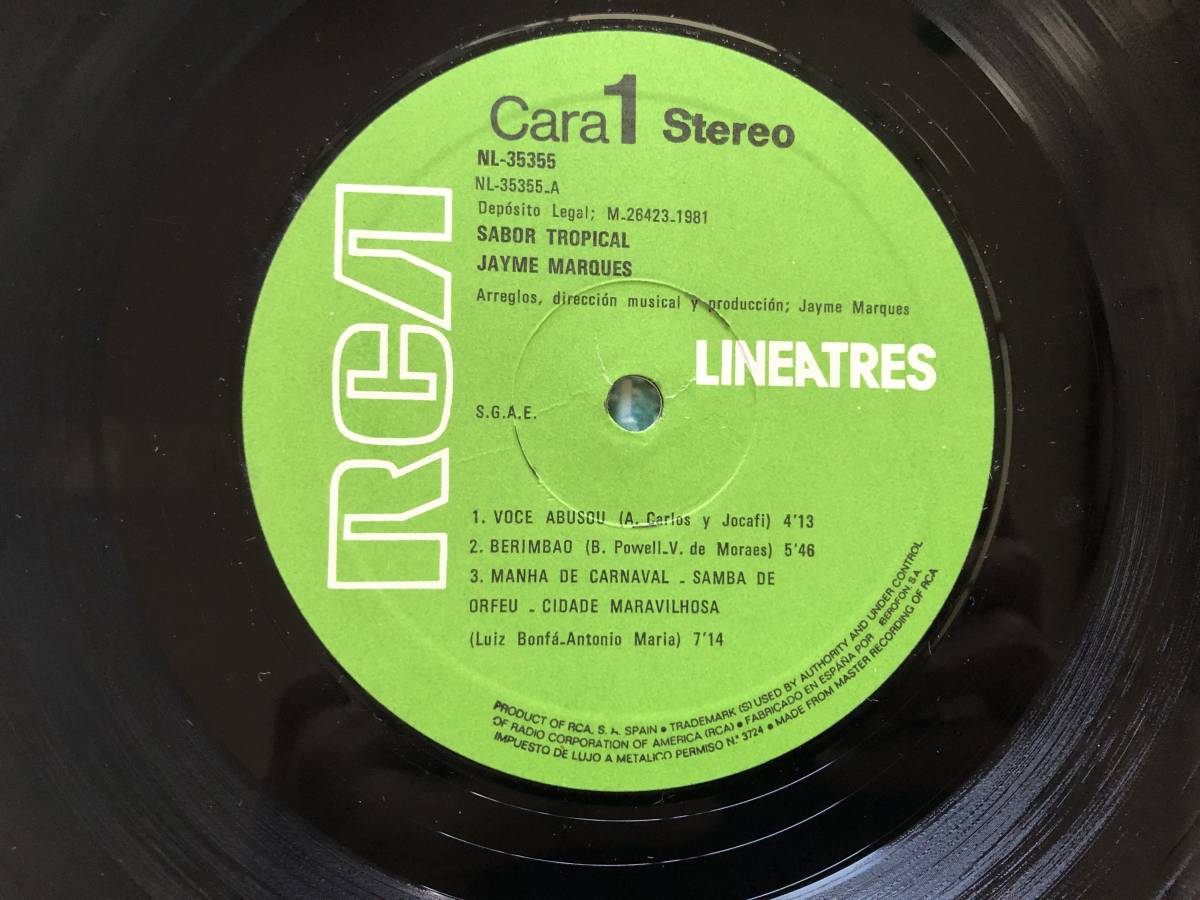 Cara 1 Stereo
NL-35355
NL-35355-A
Depósito Legal; M-26423-1981
SABOR TROPICAL
JAYME MARQUES
Arreglos, dirección musical y producción; Jayme Marques
RCA
LINEATRES
S.G.A.E.
1. VOCE ABUSOU (A. Carlos y Jocafi) 4'13
2. BERIMBAO (B. Powell-V. de Moraes) 5'46
3. MANHA DE CARNAVAL - SAMBA DE
ORFEU - CIDADE MARAVILHOSA
(Luiz Bonfá-Antonio Maria) 7'14
PRODUCT OF RCA, S. A. SPAIN • TRADEMARK (S) USED BY AUTHORITY AND UNDER CONTROL
OF RADIO CORPORATION OF AMERICA (RCA) • FABRICADO EN ESPAÑA POR IBEROFON, S.A.
IMPUESTO DE LUJO A METALICO PERMISO N.º 3724 • MADE FROM MASTER RECORDING OF RCA